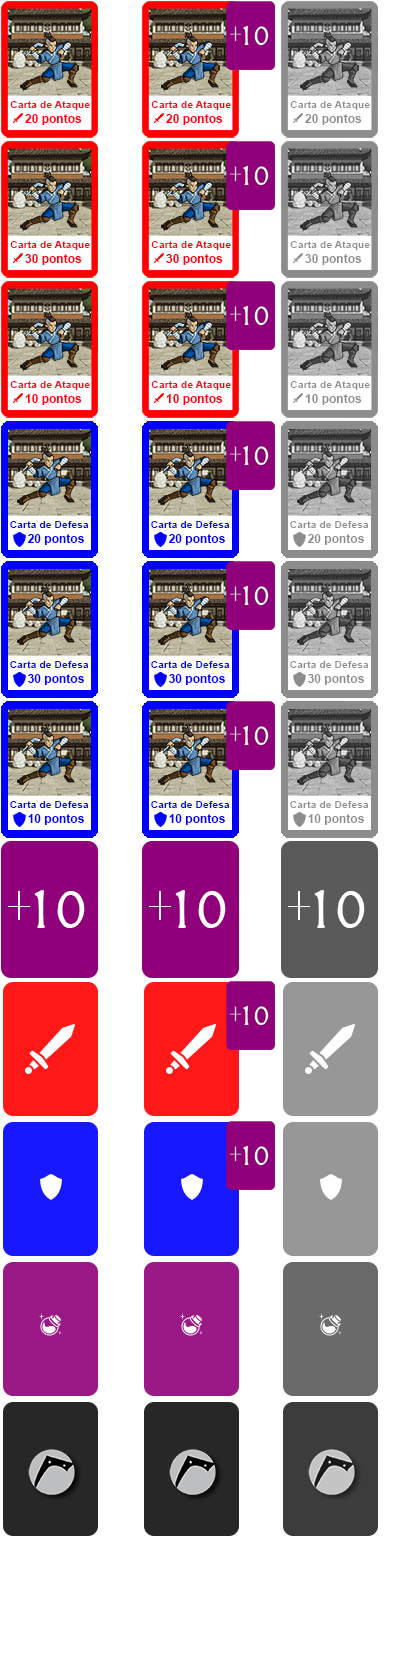 +10
Carta de Ataque Carta de Ataque Carta de Ataque
20 pontos 20 pontos 20 pontos
+10
Carta de Ataque Carta de Ataque Carta de Ataque
30 pontos 30 pontos 30 pontos
+10
Carta de Ataque Carta de Ataque Carta de Ataque
10 pontos 10 pontos 10 pontos
+10
Carta de Defesa Carta de Defesa Carta de Defesa
20 pontos 20 pontos 20 pontos
+10
Carta de Defesa Carta de Defesa Carta de Defesa
30 pontos 30 pontos 30 pontos
+10
Carta de Defesa Carta de Defesa Carta de Defesa
10 pontos 10 pontos 10 pontos
+10 +10 +10
+10
+10